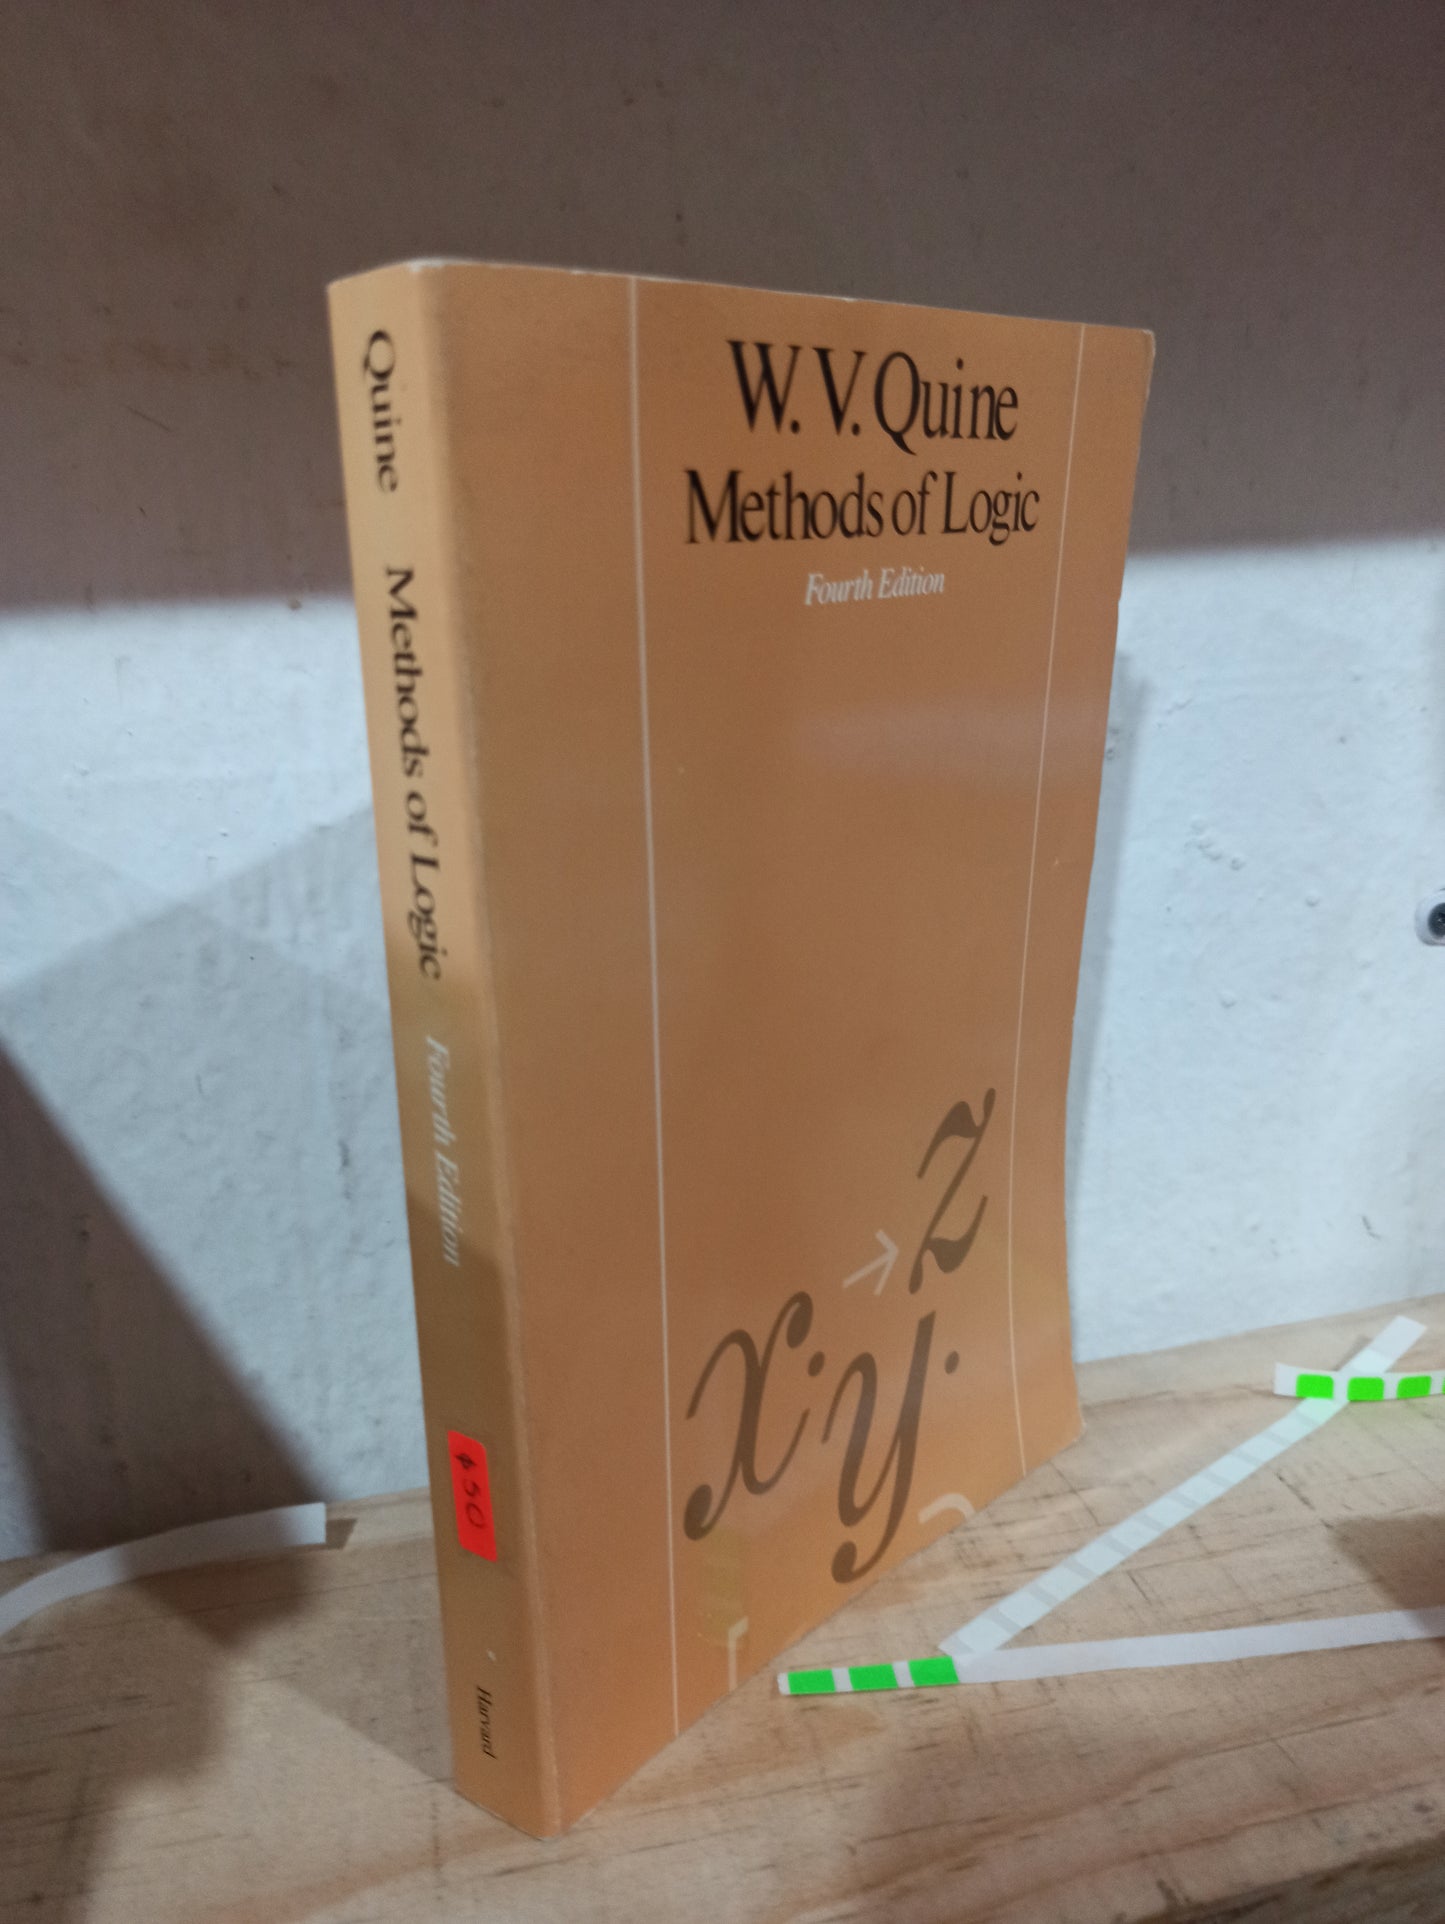 W. V. Quine
Methods of Logic
Fourth Edition
z
→
x. y.
Quine Methods of Logic Fourth Edition
$50
Harvard